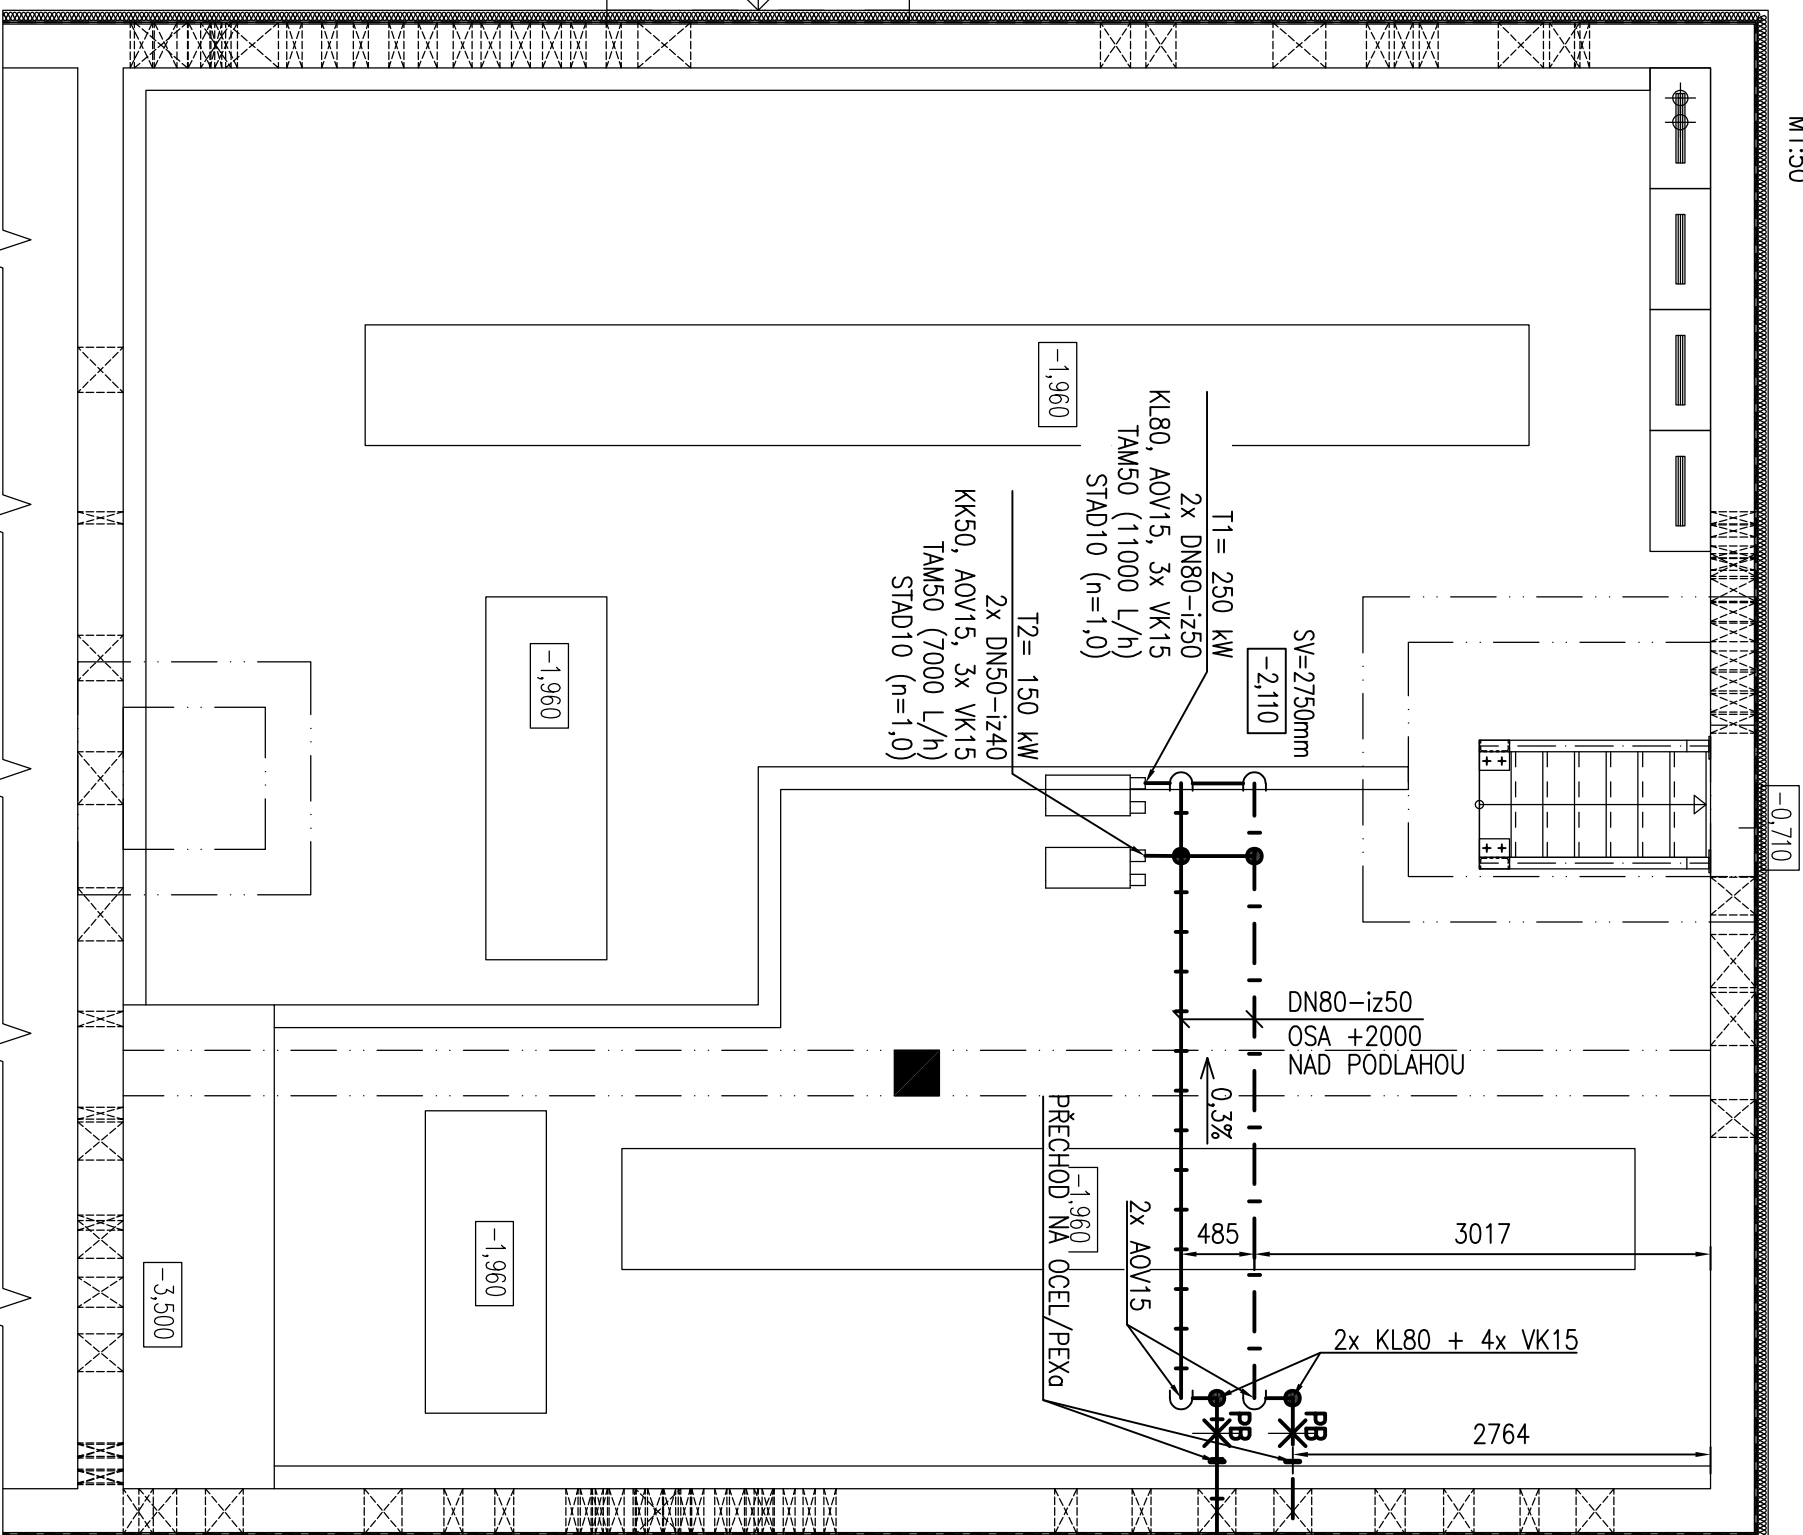 M1:50
-1,960
T1= 250 kW
2x DN80-iz50
KL80, AOV15, 3x VK15
TAM50 (11000 L/h)
STAD10 (n=1,0)
T2= 150 kW
2x DN50-iz40
KK50, AOV15, 3x VK15
TAM50 (7000 L/h)
STAD10 (n=1,0)
SV=2750mm
-2,110
-0,710
-1,960
DN80-iz50
OSA +2000
NAD PODLAHOU
0,3%
PŘECHOD NA OCEL/PEXa
-1,960
2x AOV15
485
3017
-1,960
-3,500
2x KL80 + 4x VK15
PB
PB
2764